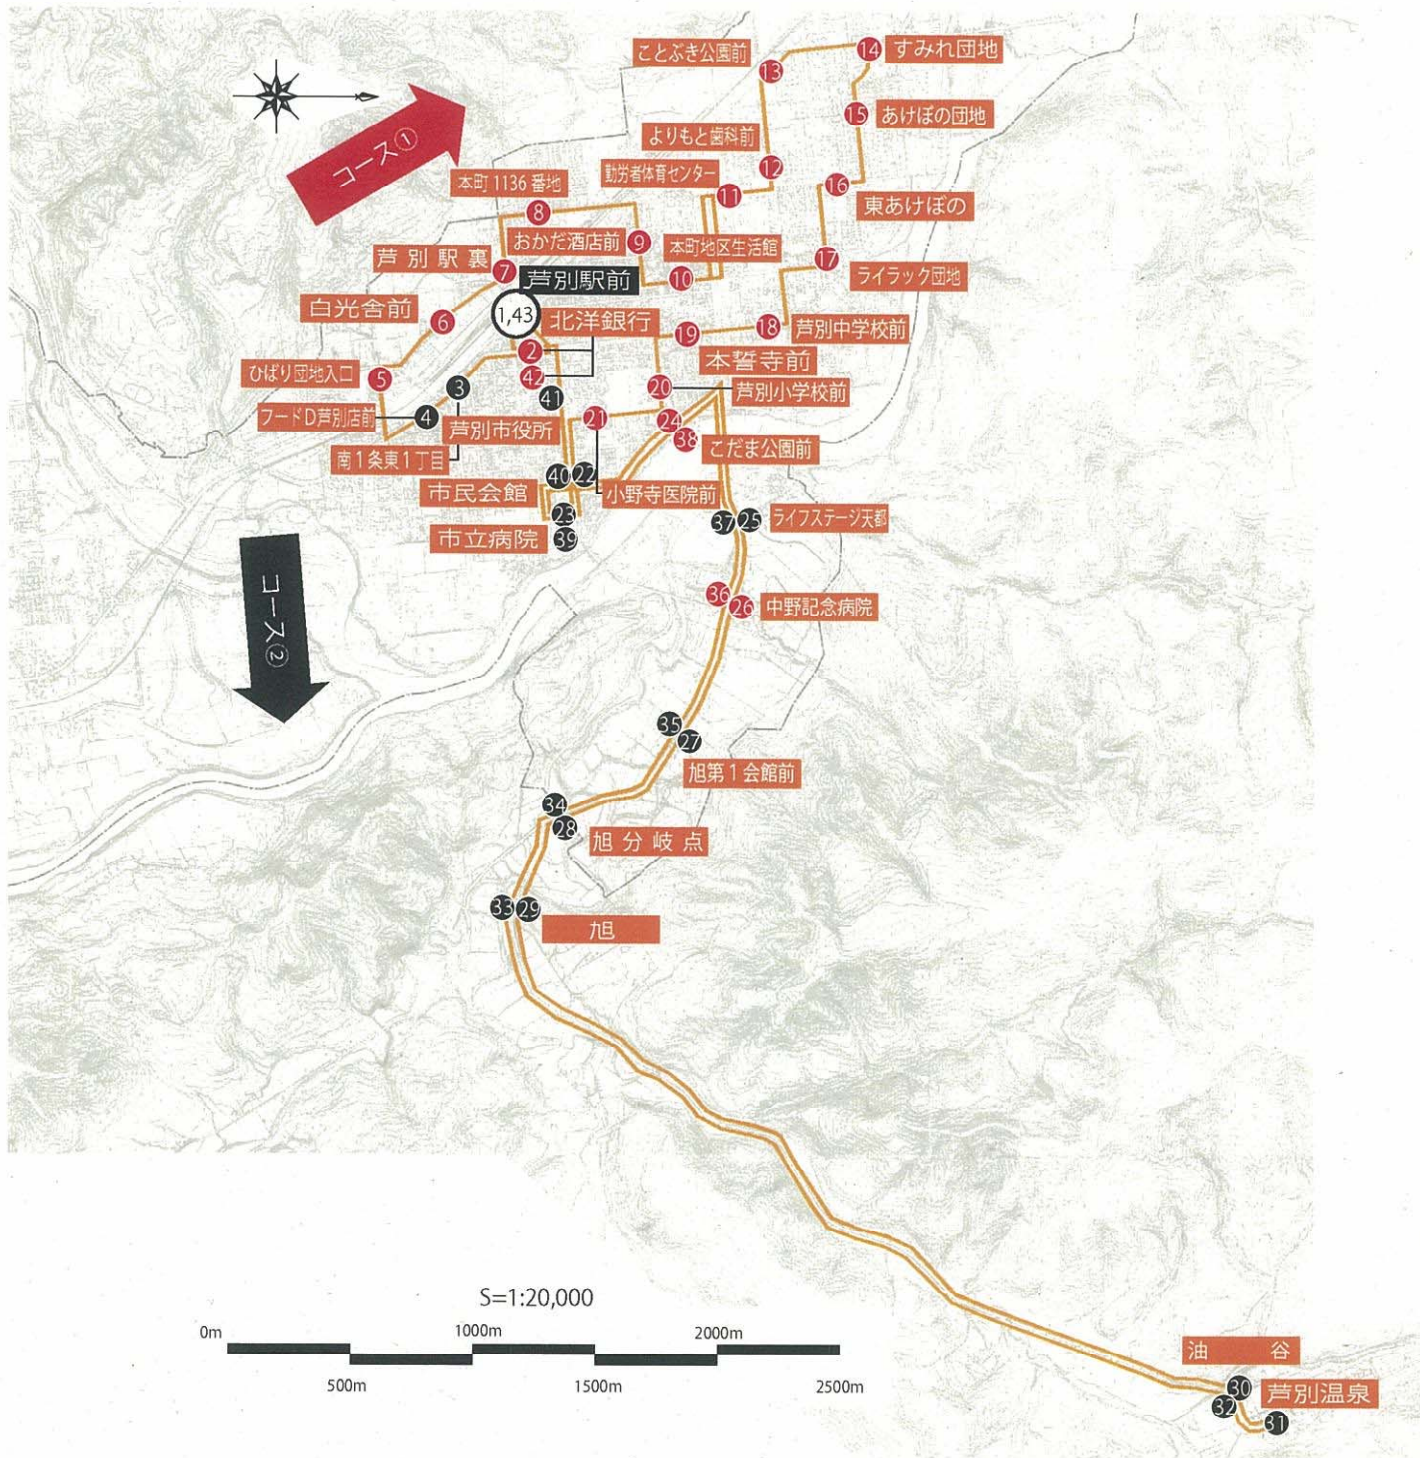 ことぶき公園前
13
14
すみれ団地
15
あけぼの団地
コース①
よりもと歯科前
12
勤労者体育センター
11
16
東あけぼの
本町1136番地
8
おかだ酒店前
9
本町地区生活館
10
17
ライラック団地
芦別駅裏
7
芦別駅前
白光舎前
6
1,43
北洋銀行
19
18
芦別中学校前
2
本誓寺前
ひばり団地入口
5
3
42
20
芦別小学校前
フードD芦別店前
4
41
芦別市役所
21
24
38
こだま公園前
南1条東1丁目
40
22
市民会館
小野寺医院前
23
市立病院
39
37
25
ライフステージ天都
コース②
36
26
中野記念病院
35
27
旭第1会館前
34
28
旭分岐点
33
29
旭
S=1:20,000
0m
1000m
2000m
500m
1500m
2500m
油谷
30
芦別温泉
32
31